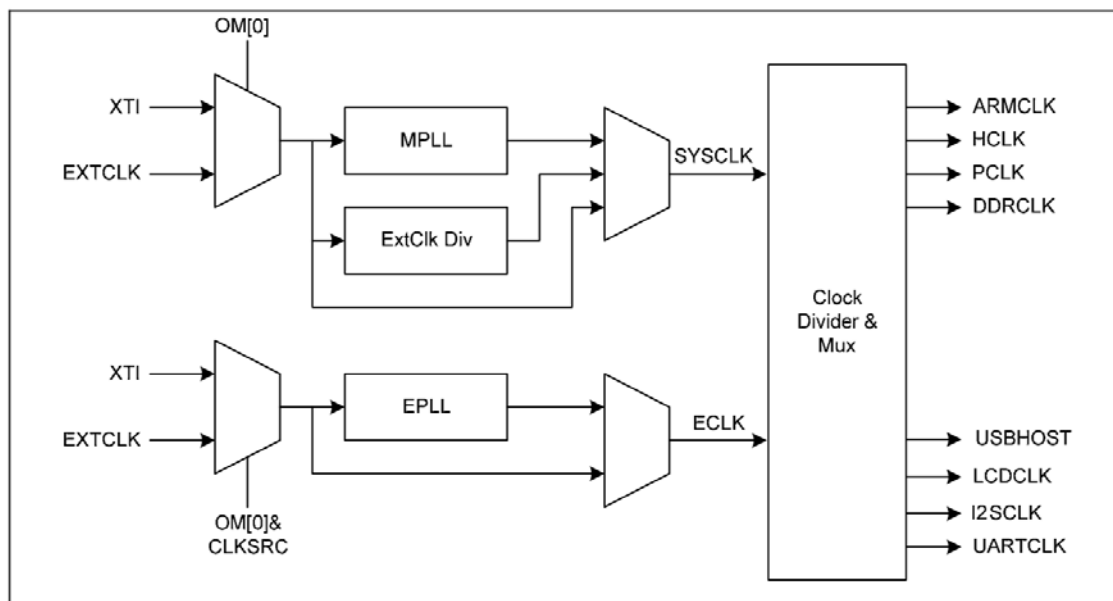 OM[0]
XTI
EXTCLK
MPLL
ExtClk Div
SYSCLK
ARMCLK
HCLK
PCLK
DDRCLK
Clock
Divider &
Mux
XTI
EXTCLK
EPLL
ECLK
OM[0]&
CLKSRC
USBHOST
LCDCLK
I2SCLK
UARTCLK